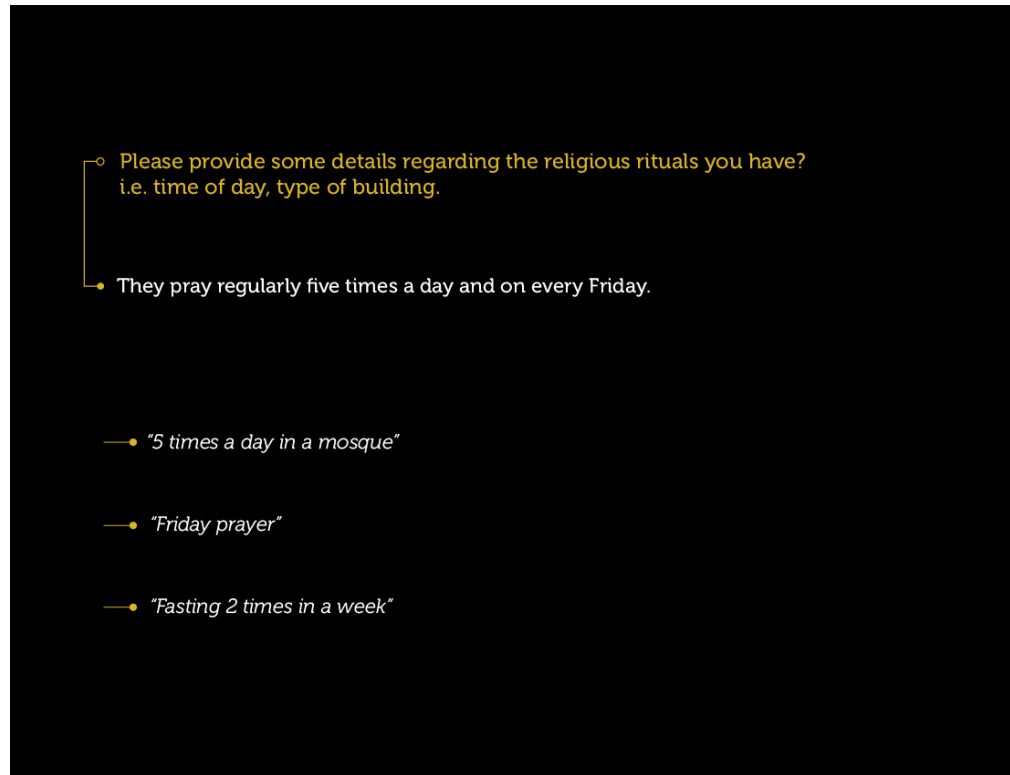 Please provide some details regarding the religious rituals you have?
i.e. time of day, type of building.
They pray regularly five times a day and on every Friday.
“5 times a day in a mosque”
“Friday prayer”
“Fasting 2 times in a week”